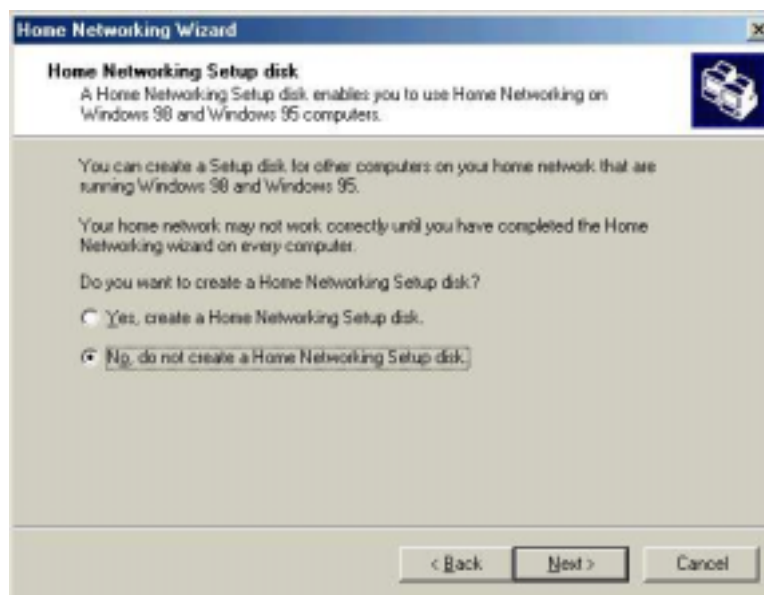 Home Networking Wizard
Home Networking Setup disk
A Home Networking Setup disk enables you to use Home Networking on
Windows 98 and Windows 95 computers.
You can create a Setup disk for other computers on your home network that are
running Windows 98 and Windows 95.
Your home network may not work correctly until you have completed the Home
Networking wizard on every computer.
Do you want to create a Home Networking Setup disk?
Yes, create a Home Networking Setup disk.
No, do not create a Home Networking Setup disk.
< Back Next > Cancel